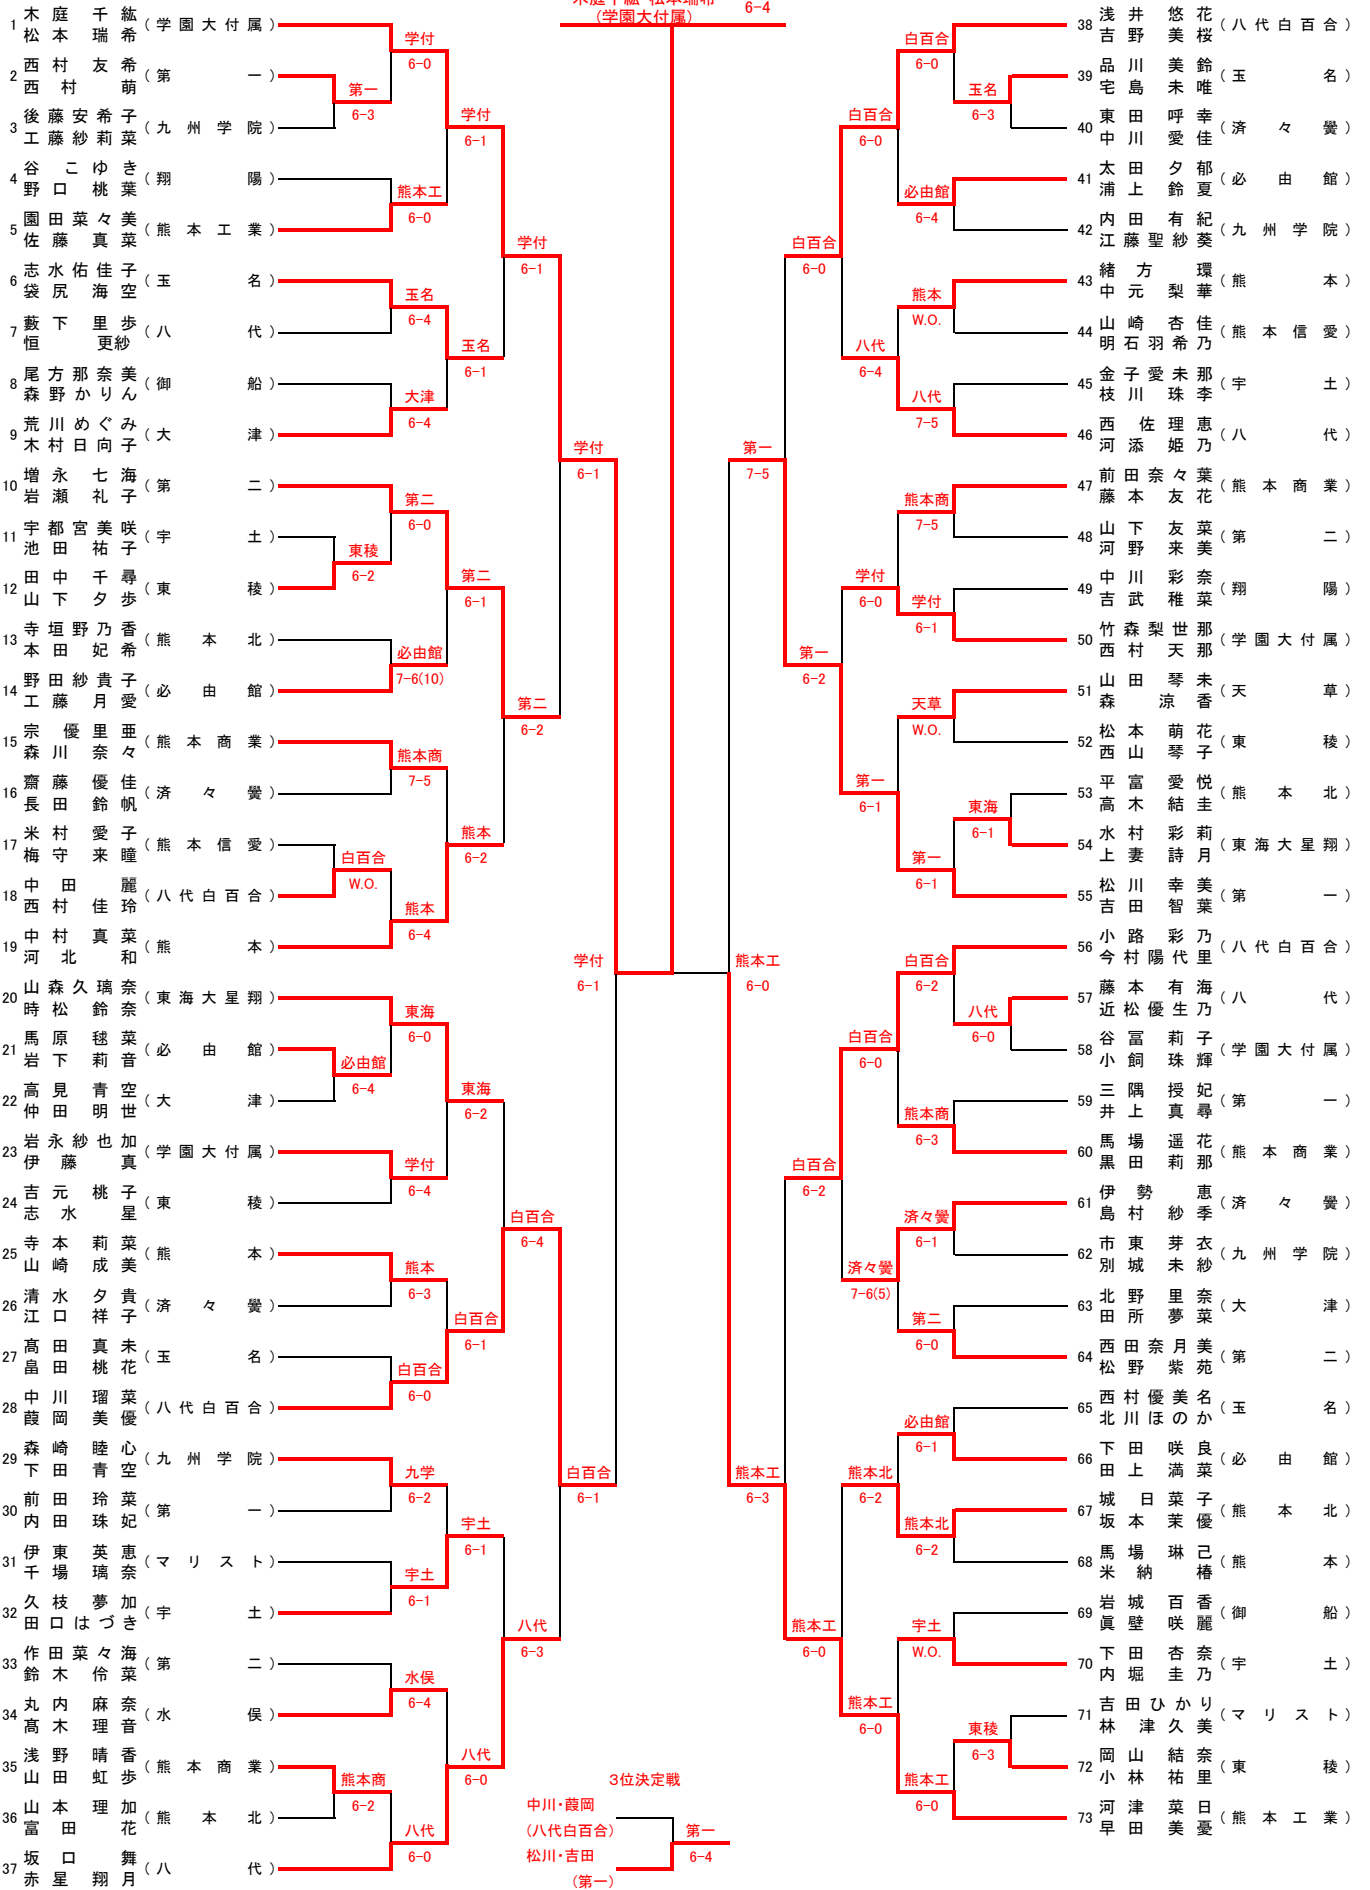 木庭千紘・松本瑞希
(学園大付属)
6-4
1 木庭千紘 松本瑞希 (学園大付属)
2 西村友希 西村萌 (第一)
3 後藤安希子 工藤紗莉菜 (九州学院)
4 谷こゆき 野口桃葉 (翔陽)
5 園田菜々美 佐藤真菜 (熊本工業)
6 志水佑佳子 袋尻海空 (玉名)
7 藪下里歩 恒更紗 (八代)
8 尾方那奈美 森野かりん (御船)
9 荒川めぐみ 木村日向子 (大津)
10 増永七海 岩瀬礼子 (第二)
11 宇都宮美咲 池田祐子 (宇土)
12 田中千尋 山下夕歩 (東稜)
13 寺垣野乃香 本田妃希 (熊本北)
14 野田紗貴子 工藤月愛 (必由館)
15 宗優里亜 森川奈々 (熊本商業)
16 齋藤優佳 長田鈴帆 (済々黌)
17 米村愛子 梅守来瞳 (熊本信愛)
18 中田麗 西村佳玲 (八代白百合)
19 中村真菜 河北和 (熊本)
20 山森久璃奈 時松鈴奈 (東海大星翔)
21 馬原毬菜 岩下莉音 (必由館)
22 高見青空 仲田明世 (大津)
23 岩永紗也加 伊藤真 (学園大付属)
24 吉元桃子 志水星 (東稜)
25 寺本莉菜 山崎成美 (熊本)
26 清水夕貴 江口祥子 (済々黌)
27 髙田真未 畠田桃花 (玉名)
28 中川瑠菜 葭岡美優 (八代白百合)
29 森崎睦心 下田青空 (九州学院)
30 前田玲菜 内田珠妃 (第一)
31 伊東英恵 千場璃奈 (マリスト)
32 久枝夢加 田口はづき (宇土)
33 作田菜々海 鈴木伶菜 (第二)
34 丸内麻奈 髙木理音 (水俣)
35 浅野晴香 山田虹歩 (熊本商業)
36 山本理加 富田花 (熊本北)
37 坂口舞 赤星翔月 (八代)
第一 6-3
東稜 6-2
白百合 W.O.
必由館 6-4
熊本商 6-2
学付 6-0
熊本工 6-0
玉名 6-4
大津 6-4
第二 6-0
必由館 7-6(10)
熊本商 7-5
熊本 6-4
東海 6-0
学付 6-4
熊本 6-3
白百合 6-0
九学 6-2
宇土 6-1
水俣 6-4
八代 6-0
学付 6-1
玉名 6-1
第二 6-1
熊本 6-2
東海 6-2
白百合 6-1
宇土 6-1
八代 6-0
学付 6-1
第二 6-2
白百合 6-4
八代 6-3
学付 6-1
白百合 6-1
学付 6-1
熊本工 6-0
第一 7-5
熊本工 6-3
白百合 6-0
第一 6-2
白百合 6-2
熊本工 6-0
白百合 6-0
八代 6-4
学付 6-0
第一 6-1
白百合 6-0
済々黌 7-6(5)
熊本北 6-2
熊本工 6-0
白百合 6-0
必由館 6-4
熊本 W.O.
八代 7-5
熊本商 7-5
学付 6-1
天草 W.O.
第一 6-1
白百合 6-2
熊本商 6-3
済々黌 6-1
第二 6-0
必由館 6-1
熊本北 6-2
宇土 W.O.
熊本工 6-0
玉名 6-3
東海 6-1
八代 6-0
東稜 6-3
38 浅井悠花 吉野美桜 (八代白百合)
39 品川美鈴 宅島未唯 (玉名)
40 東田呼幸 中川愛佳 (済々黌)
41 太田夕郁 浦上鈴夏 (必由館)
42 内田有紀 江藤聖紗葵 (九州学院)
43 緒方環 中元梨華 (熊本)
44 山崎杏佳 明石羽希乃 (熊本信愛)
45 金子愛未那 枝川珠李 (宇土)
46 西佐理恵 河添姫乃 (八代)
47 前田奈々葉 藤本友花 (熊本商業)
48 山下友菜 河野来美 (第二)
49 中川彩奈 吉武稚菜 (翔陽)
50 竹森梨世那 西村天那 (学園大付属)
51 山田琴未 森涼香 (天草)
52 松本萌花 西山琴子 (東稜)
53 平富愛悦 高木結圭 (熊本北)
54 水村彩莉 上妻詩月 (東海大星翔)
55 松川幸美 吉田智葉 (第一)
56 小路彩乃 今村陽代里 (八代白百合)
57 藤本有海 近松優生乃 (八代)
58 谷冨莉子 小飼珠輝 (学園大付属)
59 三隅授妃 井上真尋 (第一)
60 馬場遥花 黒田莉那 (熊本商業)
61 伊勢恵 島村紗季 (済々黌)
62 市東芽衣 別城未紗 (九州学院)
63 北野里奈 田所夢菜 (大津)
64 西田奈月美 松野紫苑 (第二)
65 西村優美名 北川ほのか (玉名)
66 下田咲良 田上満菜 (必由館)
67 城日菜子 坂本茉優 (熊本北)
68 馬場琳己 米納椿 (熊本)
69 岩城百香 眞壁咲麗 (御船)
70 下田杏奈 内堀圭乃 (宇土)
71 吉田ひかり 林津久美 (マリスト)
72 岡山結奈 小林祐里 (東稜)
73 河津菜日 早田美憂 (熊本工業)
3位決定戦
中川・葭岡
(八代白百合)
松川・吉田
(第一)
第一
6-4